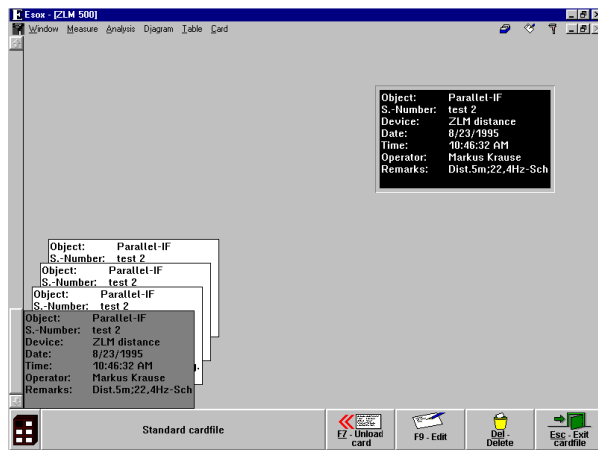 Esox - [ZLM 500]
Window Measure Analysis Diagram Table Card
Object: Parallel-IF
S.-Number: test 2
Device: ZLM distance
Date: 8/23/1995
Time: 10:46:32 AM
Operator: Markus Krause
Remarks: Dist.5m;22,4Hz-Sch
Object: Parallel-IF
S.-Number: test 2
Object: Parallel-IF
S.-Number: test 2
Object: Parallel-IF
S.-Number: test 2
Object: Parallel-IF
S.-Number: test 2
Device: ZLM distance
Date: 8/23/1995
Time: 10:46:32 AM
Operator: Markus Krause
Remarks: Dist.5m;22,4Hz-Sch
Standard cardfile
F7 - Unload card
F9 - Edit
Del - Delete
Esc - Exit cardfile